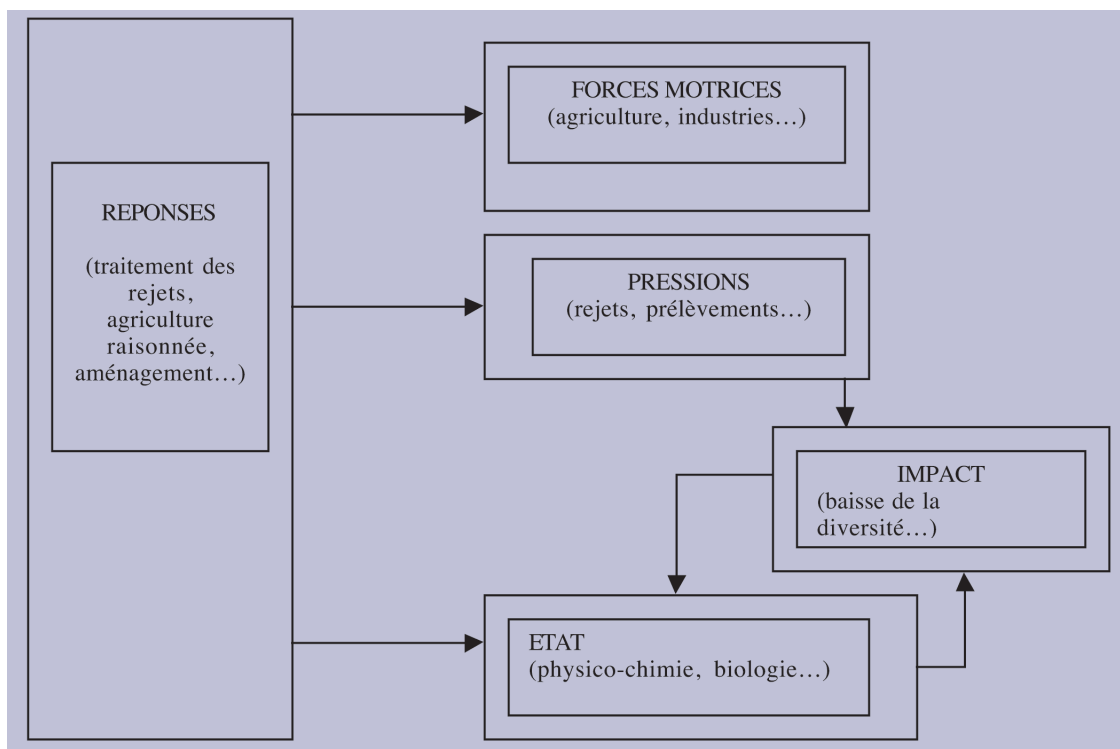 FORCES MOTRICES
(agriculture, industries…)
REPONSES
(traitement des
rejets,
agriculture
raisonnée,
aménagement…)
PRESSIONS
(rejets, prélèvements…)
IMPACT
(baisse de la
diversité…)
ETAT
(physico-chimie, biologie…)